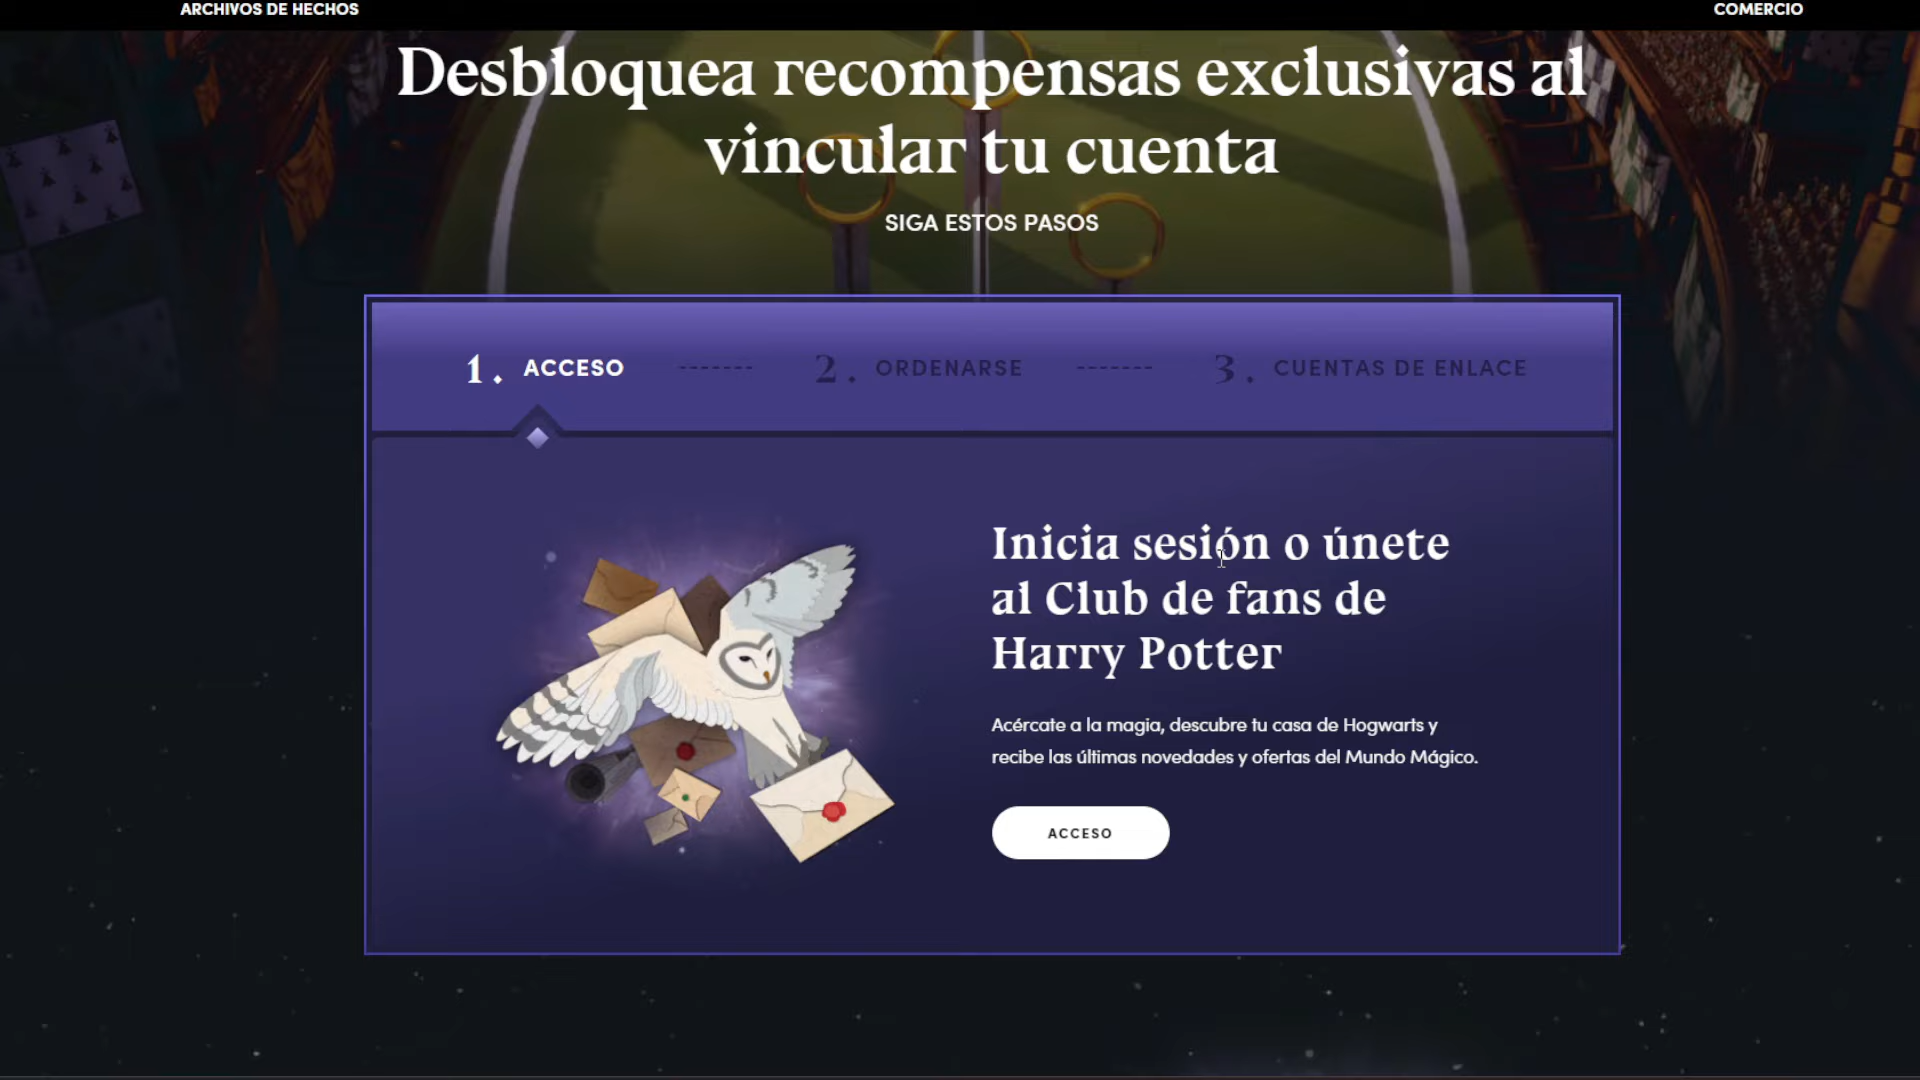 ARCHIVOS DE HECHOS
COMERCIO
Desbloquea recompensas exclusivas al
vincular tu cuenta
SIGA ESTOS PASOS
1. ACCESO
2. ORDENARSE
3. CUENTAS DE ENLACE
Inicia sesión o únete
al Club de fans de
Harry Potter
Acércate a la magia, descubre tu casa de Hogwarts y
recibe las últimas novedades y ofertas del Mundo Mágico.
ACCESO